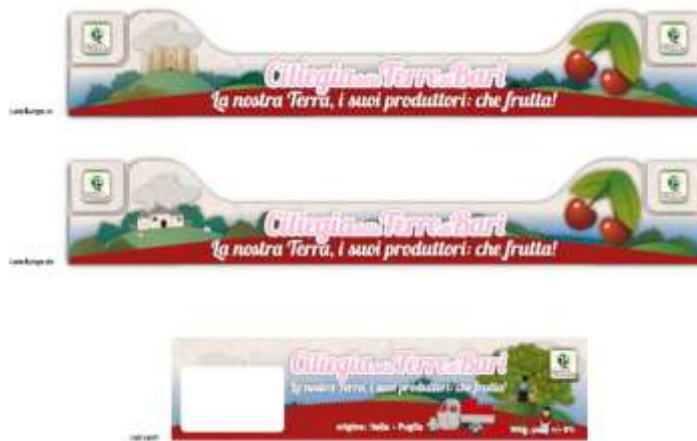 Ciliegia delle Terre di Bari
La nostra Terra, i suoi produttori: che frutta!
Ciliegia delle Terre di Bari
La nostra Terra, i suoi produttori: che frutta!
Ciliegia delle Terre di Bari
La nostra Terra, i suoi produttori: che frutta!
origine: Italia - Puglia